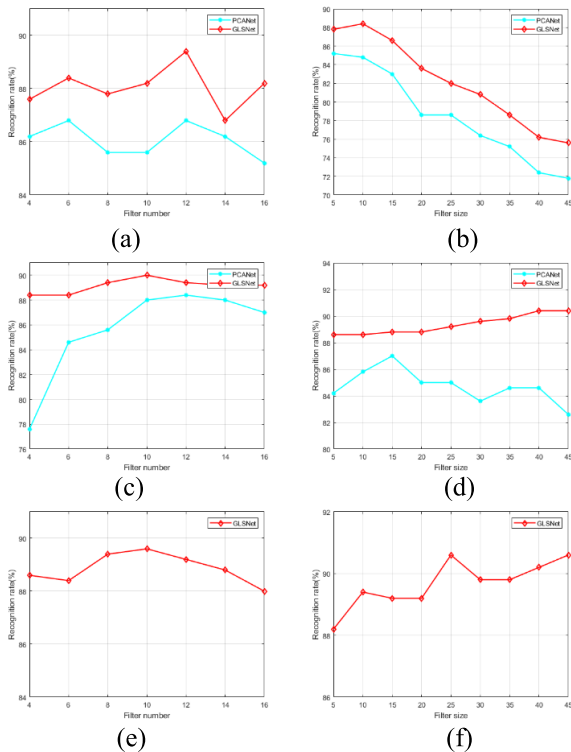 91
90
88
86
84
4 6 8 10 12 14 16
Recognition rate(%)
Filter number
PCANet
GLSNet
(a)
90
88
86
84
82
80
78
76
74
72
70
5 10 15 20 25 30 35 40 45
Recognition rate(%)
Filter size
PCANet
GLSNet
(b)
90
88
86
84
82
80
78
76
4 6 8 10 12 14 16
Recognition rate(%)
Filter number
PCANet
GLSNet
(c)
94
92
90
88
86
84
82
80
5 10 15 20 25 30 35 40 45
Recognition rate(%)
Filter size
PCANet
GLSNet
(d)
90
88
86
84
4 6 8 10 12 14 16
Recognition rate(%)
Filter number
GLSNet
(e)
92
90
88
86
5 10 15 20 25 30 35 40 45
Recognition rate(%)
Filter size
GLSNet
(f)